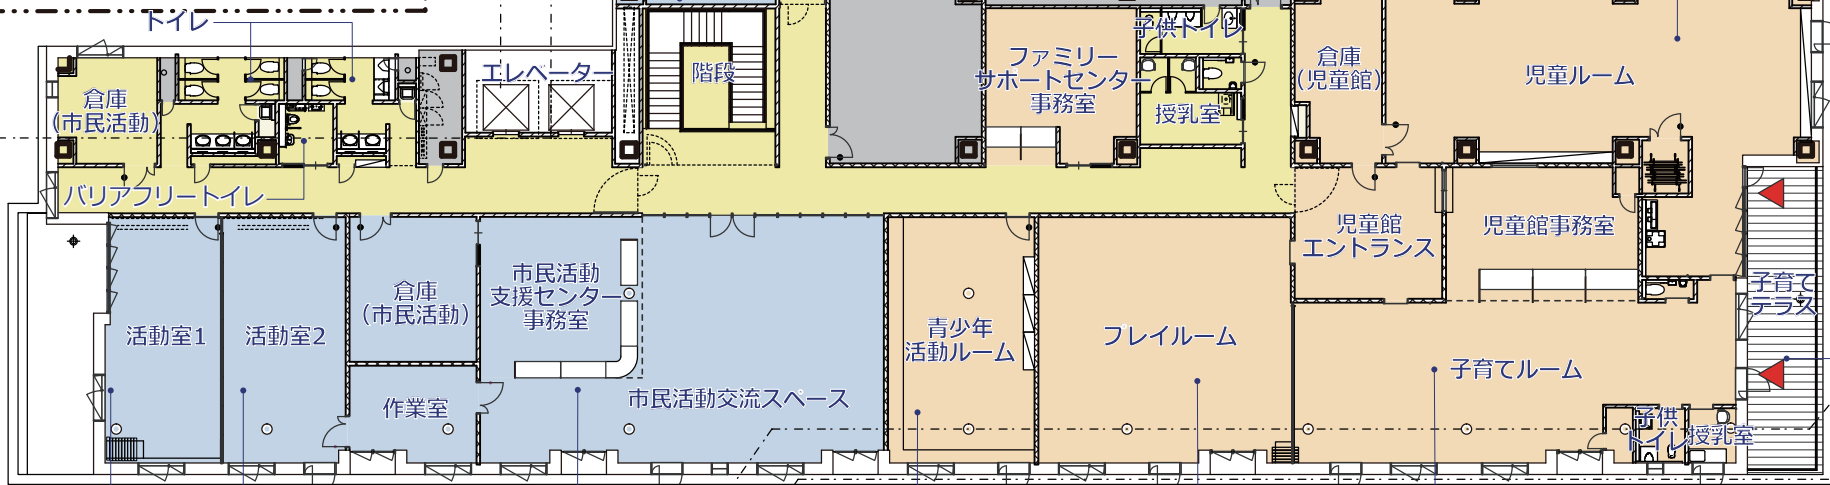 トイレ
エレベーター
階段
倉庫
（市民活動）
バリアフリートイレ
ファミリー
サポートセンター
事務室
子供トイレ
授乳室
倉庫
（児童館）
児童ルーム
児童館
エントランス
児童館事務室
子育て
テラス
活動室1
活動室2
倉庫
（市民活動）
作業室
市民活動
支援センター
事務室
市民活動交流スペース
青少年
活動ルーム
プレイルーム
子育てルーム
子供
トイレ
授乳室